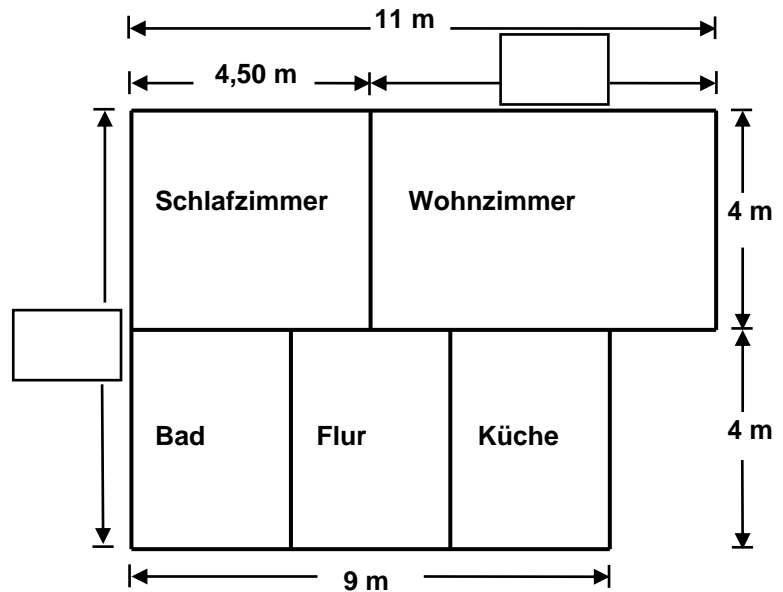 11 m
4,50 m
Schlafzimmer
Wohnzimmer
4 m
Bad
Flur
Küche
4 m
9 m